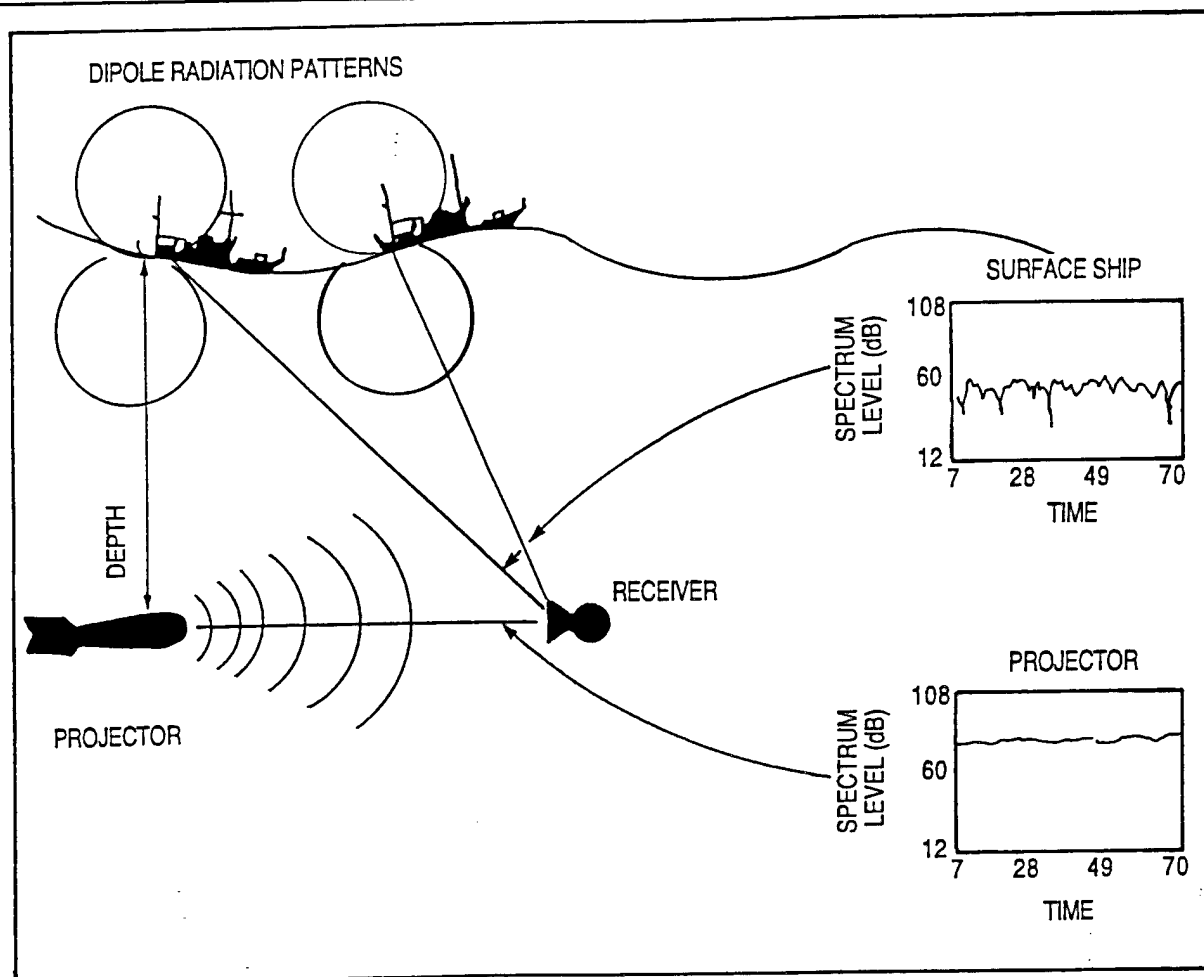 DIPOLE RADIATION PATTERNS
SURFACE SHIP
SPECTRUM
LEVEL (dB)
108
60
12
7 28 49 70
TIME
DEPTH
RECEIVER
PROJECTOR
PROJECTOR
SPECTRUM
LEVEL (dB)
108
60
12
7 28 49 70
TIME